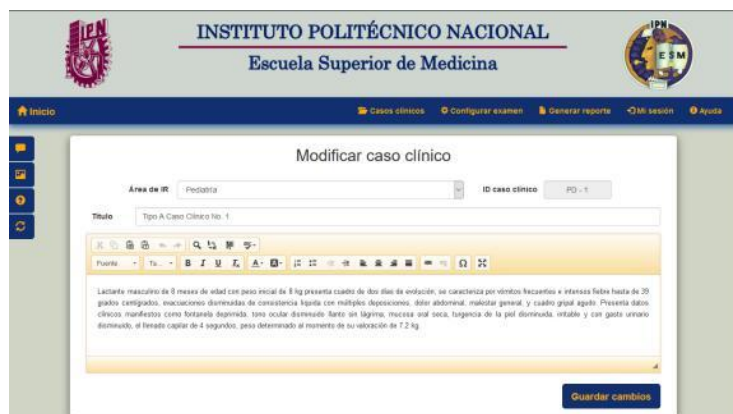 IPN
INSTITUTO POLITÉCNICO NACIONAL
Escuela Superior de Medicina
IPN
ESM
Inicio
Casos clínicos Configurar examen Generar reporte Mi sesión Ayuda
Modificar caso clínico
Área de IR Pediatría ID caso clínico PD - 1
Título Tipo A Caso Clínico No. 1
Fuente Ta... B I U Tx A A Ω
Lactante masculino de 8 meses de edad con peso inicial de 8 kg presenta cuadro de dos días de evolución, se caracteriza por vómitos frecuentes e intensos fiebre hasta de 39
grados centígrados, evacuaciones disminuidas de consistencia líquida con múltiples deposiciones, dolor abdominal, malestar general, y cuadro gripal agudo. Presenta datos
clínicos manifiestos como fontanela deprimida, tono ocular disminuido llanto sin lágrima, mucosa oral seca, turgencia de la piel disminuida, irritable y con gasto urinario
disminuido, el llenado capilar de 4 segundos, peso determinado al momento de su valoración de 7.2 kg.
Guardar cambios